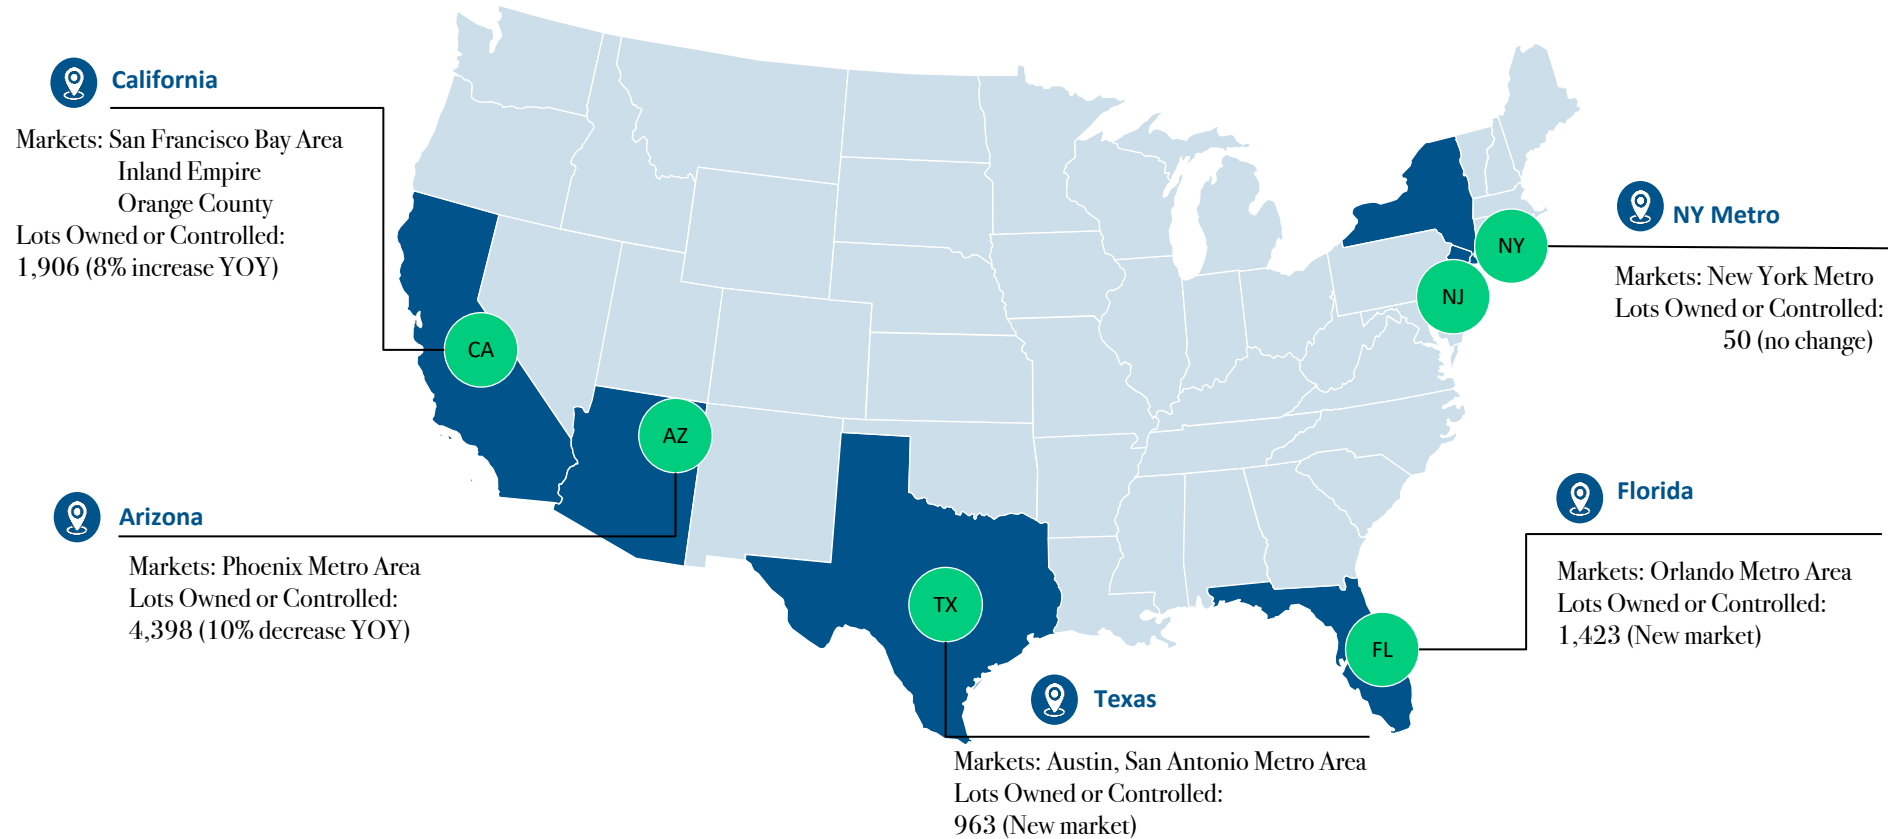 California
Markets: San Francisco Bay Area
Inland Empire
Orange County
Lots Owned or Controlled:
1,906 (8% increase YOY)
CA
Arizona
Markets: Phoenix Metro Area
Lots Owned or Controlled:
4,398 (10% decrease YOY)
AZ
TX
Texas
Markets: Austin, San Antonio Metro Area
Lots Owned or Controlled:
963 (New market)
NY
NJ
NY Metro
Markets: New York Metro
Lots Owned or Controlled:
50 (no change)
FL
Florida
Markets: Orlando Metro Area
Lots Owned or Controlled:
1,423 (New market)